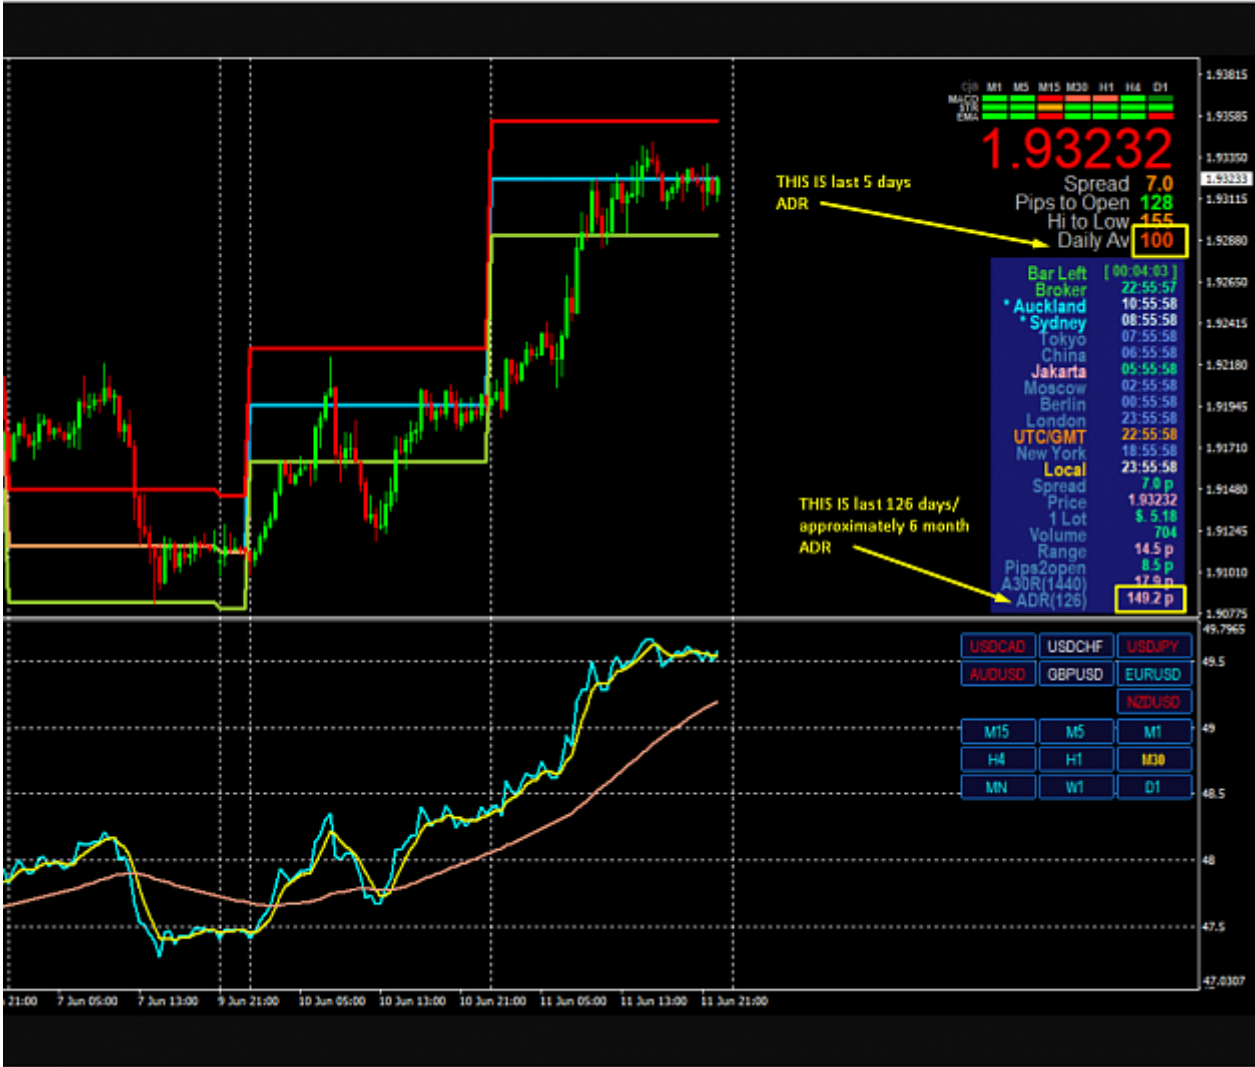 1.93815
cja M1 M5 M15 M30 H1 H4 D1
MACD
STR
EMA
1.93585
1.93232
1.93350
1.93233
1.93115
THIS IS last 5 days
ADR
Spread 7.0
Pips to Open 128
Hi to Low 155
Daily Av 100
1.92880
Bar Left [ 00:04:03 ]
Broker 22:55:57
* Auckland 10:55:58
* Sydney 08:55:58
Tokyo 07:55:58
China 06:55:58
Jakarta 05:55:58
Moscow 02:55:58
Berlin 00:55:58
London 23:55:58
UTC/GMT 22:55:58
New York 18:55:58
Local 23:55:58
Spread 7.0 p
Price 1.93232
1 Lot $. 5.18
Volume 704
Range 14.5 p
Pips2open 8.5 p
A30R(1440) 17.9 p
ADR(126) 149.2 p
1.92650
1.92415
1.92180
1.91945
1.91710
1.91480
1.91245
1.91010
1.90775
THIS IS last 126 days/
approximately 6 month
ADR
49.7965
USDCAD USDCHF USDJPY
49.5
AUDUSD GBPUSD EURUSD
NZDUSD
M15 M5 M1
49
H4 H1 M30
MN W1 D1
48.5
48
47.5
47.0307
21:00 7 Jun 05:00 7 Jun 13:00 9 Jun 21:00 10 Jun 05:00 10 Jun 13:00 10 Jun 21:00 11 Jun 05:00 11 Jun 13:00 11 Jun 21:00